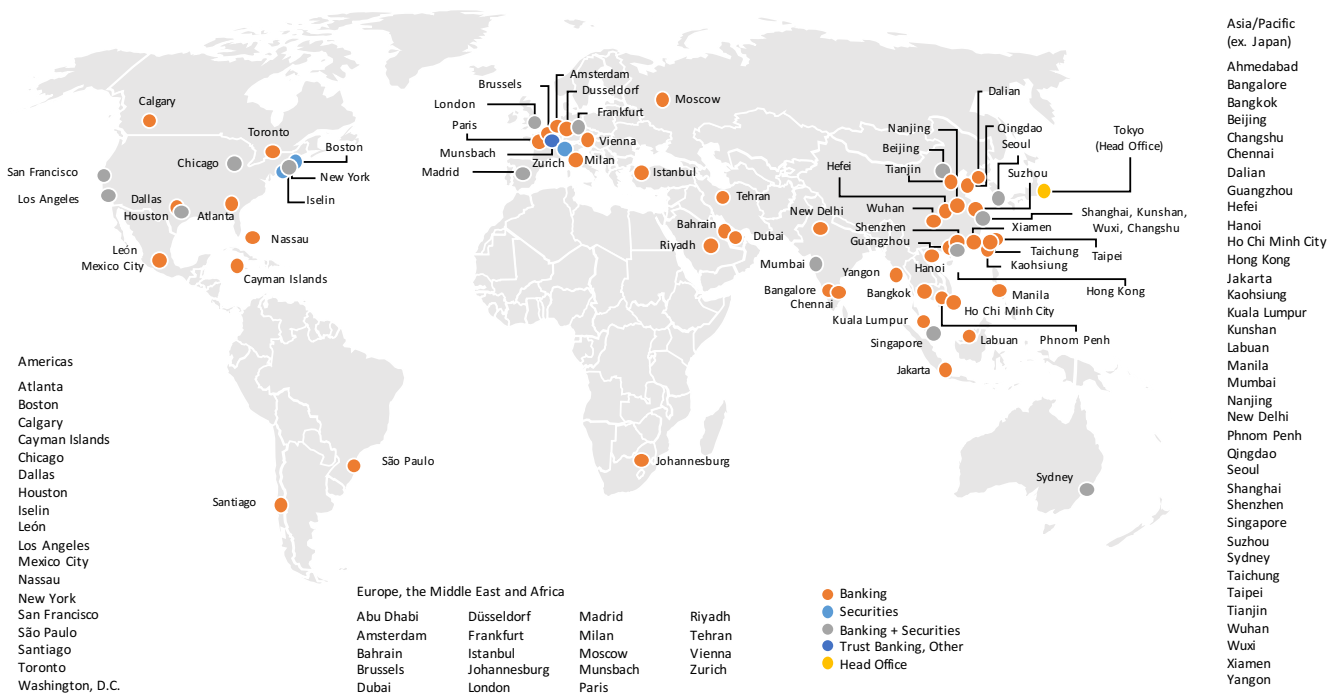 Calgary
Toronto
Boston
Chicago
New York
San Francisco
Iselin
Los Angeles
Dallas
Houston
Atlanta
Nassau
León
Mexico City
Cayman Islands
São Paulo
Santiago
Amsterdam
Brussels
Dusseldorf
London
Frankfurt
Paris
Vienna
Munsbach
Zurich
Milan
Madrid
Moscow
Istanbul
Tehran
Bahrain
Dubai
Riyadh
Johannesburg
New Delhi
Mumbai
Bangalore
Chennai
Dalian
Nanjing
Qingdao
Beijing
Seoul
Hefei
Tianjin
Suzhou
Tokyo
(Head Office)
Wuhan
Shanghai, Kunshan,
Wuxi, Changshu
Shenzhen
Xiamen
Guangzhou
Taichung
Taipei
Hanoi
Kaohsiung
Yangon
Hong Kong
Bangkok
Manila
Ho Chi Minh City
Kuala Lumpur
Phnom Penh
Singapore
Labuan
Jakarta
Sydney
Americas
Atlanta
Boston
Calgary
Cayman Islands
Chicago
Dallas
Houston
Iselin
León
Los Angeles
Mexico City
Nassau
New York
San Francisco
São Paulo
Santiago
Toronto
Washington, D.C.
Europe, the Middle East and Africa
Abu Dhabi
Amsterdam
Bahrain
Brussels
Dubai
Düsseldorf
Frankfurt
Istanbul
Johannesburg
London
Madrid
Milan
Moscow
Munsbach
Paris
Riyadh
Tehran
Vienna
Zurich
Banking
Securities
Banking + Securities
Trust Banking, Other
Head Office
Asia/Pacific
(ex. Japan)
Ahmedabad
Bangalore
Bangkok
Beijing
Changshu
Chennai
Dalian
Guangzhou
Hefei
Hanoi
Ho Chi Minh City
Hong Kong
Jakarta
Kaohsiung
Kuala Lumpur
Kunshan
Labuan
Manila
Mumbai
Nanjing
New Delhi
Phnom Penh
Qingdao
Seoul
Shanghai
Shenzhen
Singapore
Suzhou
Sydney
Taichung
Taipei
Tianjin
Wuhan
Wuxi
Xiamen
Yangon